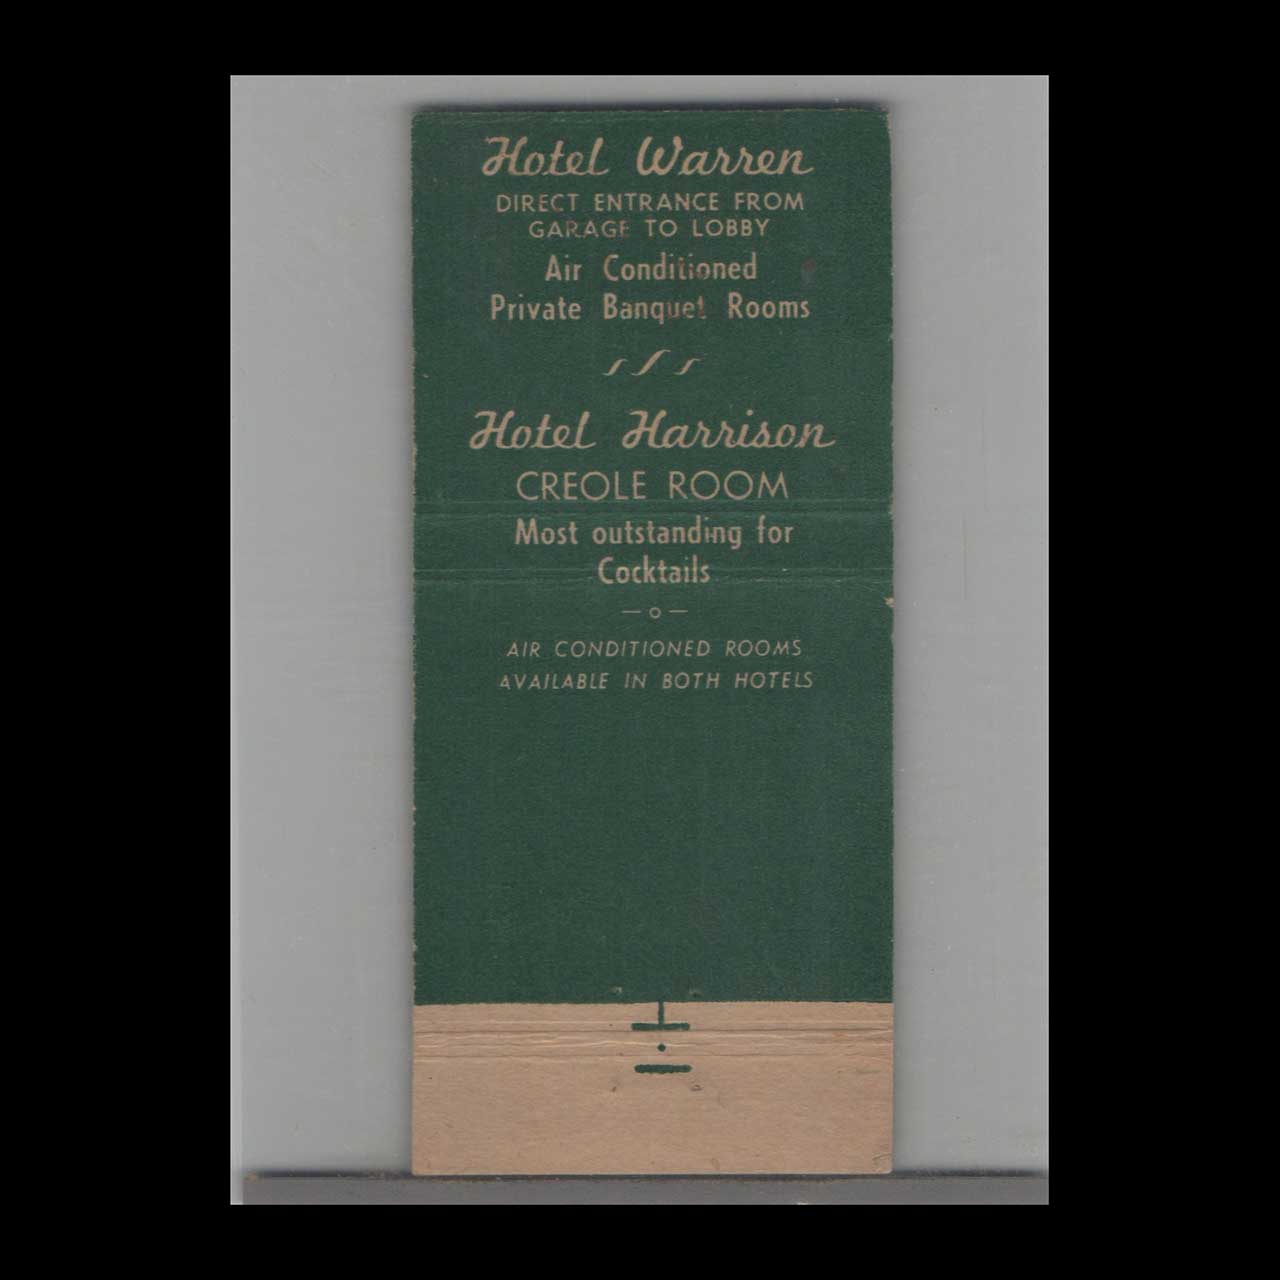 Hotel Warren
DIRECT ENTRANCE FROM
GARAGE TO LOBBY
Air Conditioned
Private Banquet Rooms
Hotel Harrison
CREOLE ROOM
Most outstanding for
Cocktails
AIR CONDITIONED ROOMS
AVAILABLE IN BOTH HOTELS